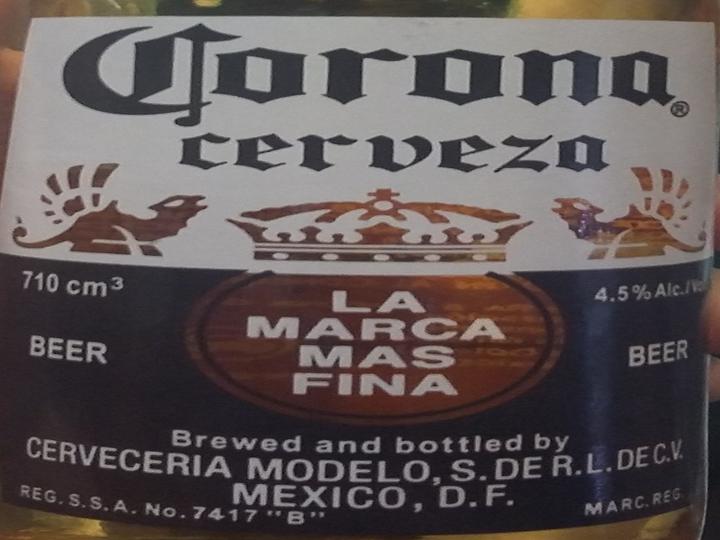 Corona®
cerveza
710 cm³
4.5% Alc./
LA
MARCA
MAS
FINA
BEER
BEER
Brewed and bottled by
CERVECERIA MODELO, S. DE R.L. DE C.V.
MEXICO, D.F.
REG. S.S.A. No. 7417 "B"
MARC. REG.